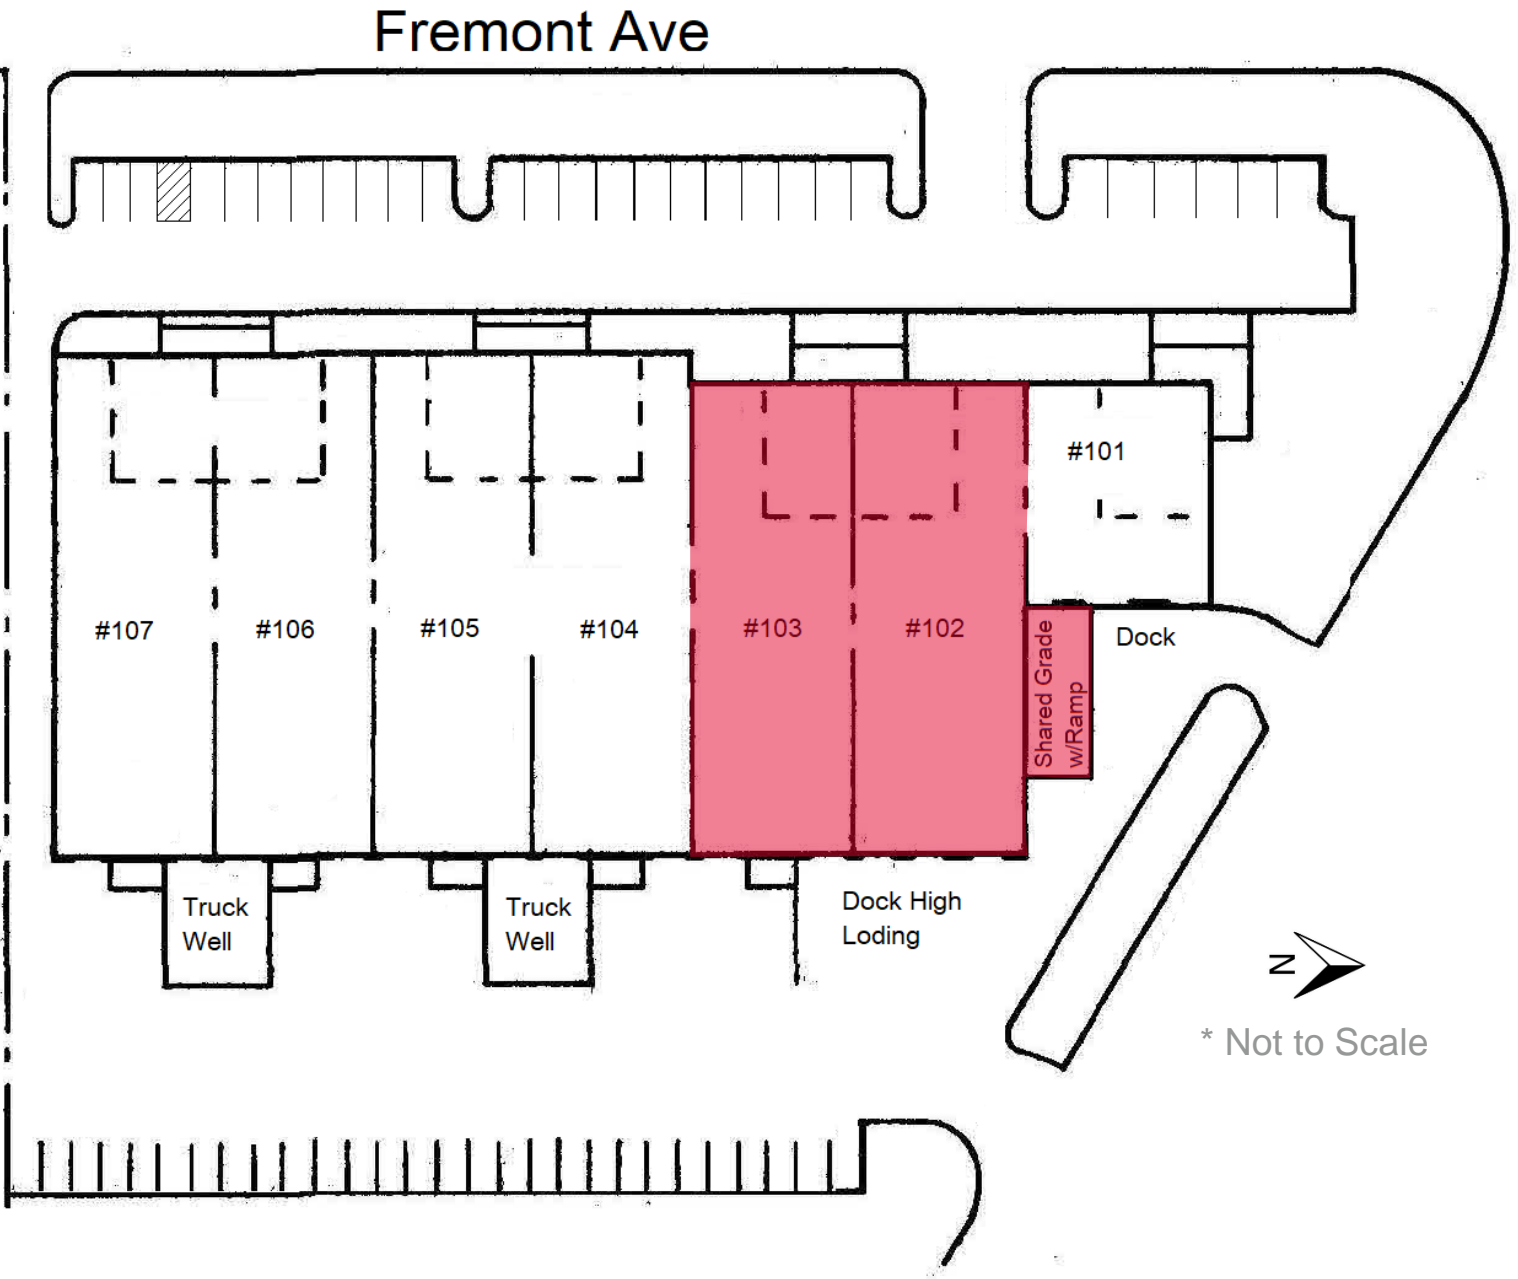 Fremont Ave
#101
#107
#106
#105
#104
#103
#102
Shared Grade
w/Ramp
Dock
Truck
Well
Truck
Well
Dock High
Loding
N
* Not to Scale